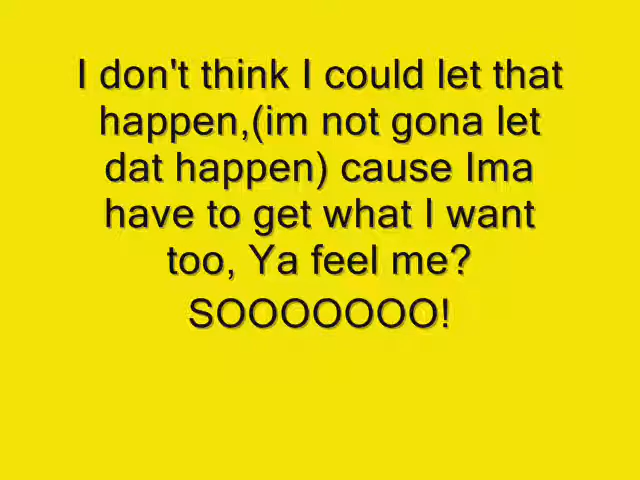 I don't think I could let that
happen,(im not gona let
dat happen) cause Ima
have to get what I want
too, Ya feel me?
SOOOOOOO!